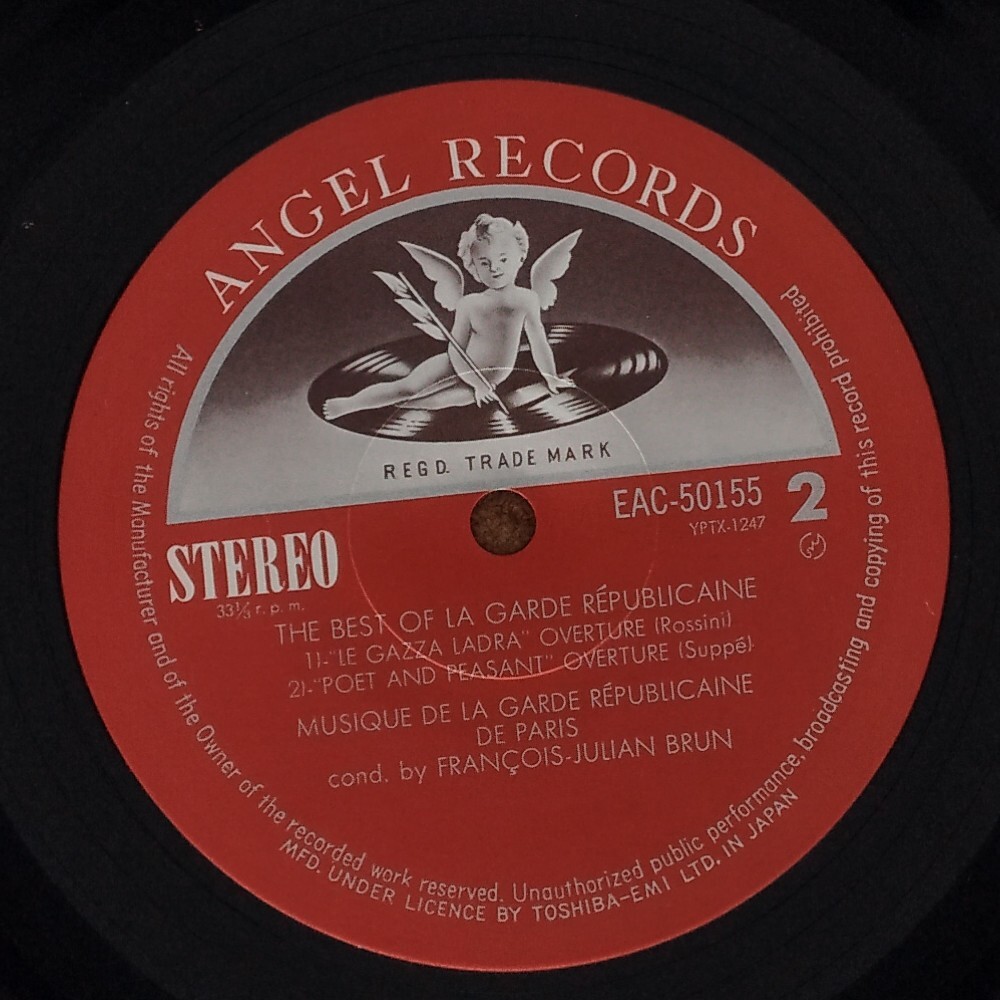 ANGEL RECORDS
REGD. TRADE MARK
EAC-50155 2
YPTX-1247
STEREO
33⅓ r. p. m.
THE BEST OF LA GARDE RÉPUBLICAINE
1)-"LE GAZZA LADRA" OVERTURE (Rossini)
2)-"POET AND PEASANT" OVERTURE (Suppé)
MUSIQUE DE LA GARDE RÉPUBLICAINE
DE PARIS
cond. by FRANÇOIS-JULIAN BRUN
All rights of the Manufacturer and of the Owner of the recorded work reserved. Unauthorized public performance, broadcasting and copying of this record prohibited
MFD. UNDER LICENCE BY TOSHIBA-EMI LTD. IN JAPAN